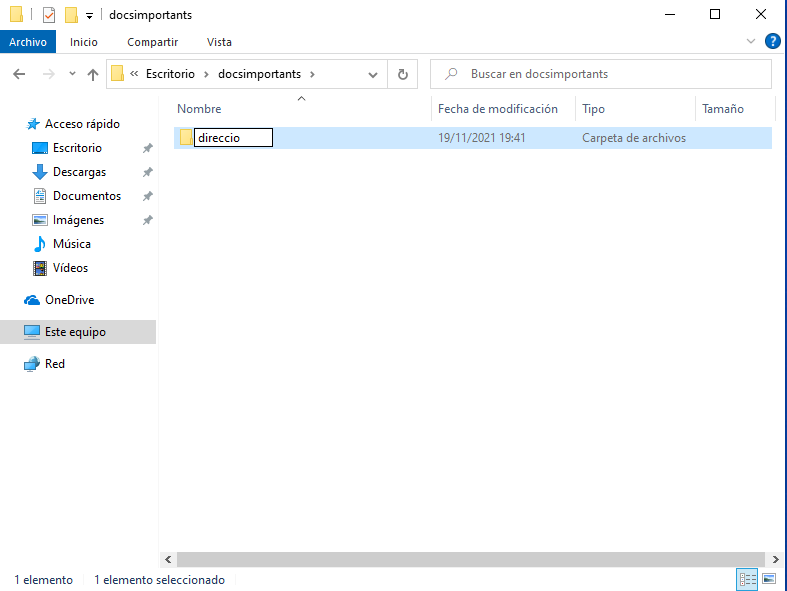 docsimportants
Archivo Inicio Compartir Vista ?
« Escritorio > docsimportants > Buscar en docsimportants
Nombre Fecha de modificación Tipo Tamaño
direccio 19/11/2021 19:41 Carpeta de archivos
Acceso rápido
Escritorio
Descargas
Documentos
Imágenes
Música
Vídeos
OneDrive
Este equipo
Red
1 elemento 1 elemento seleccionado